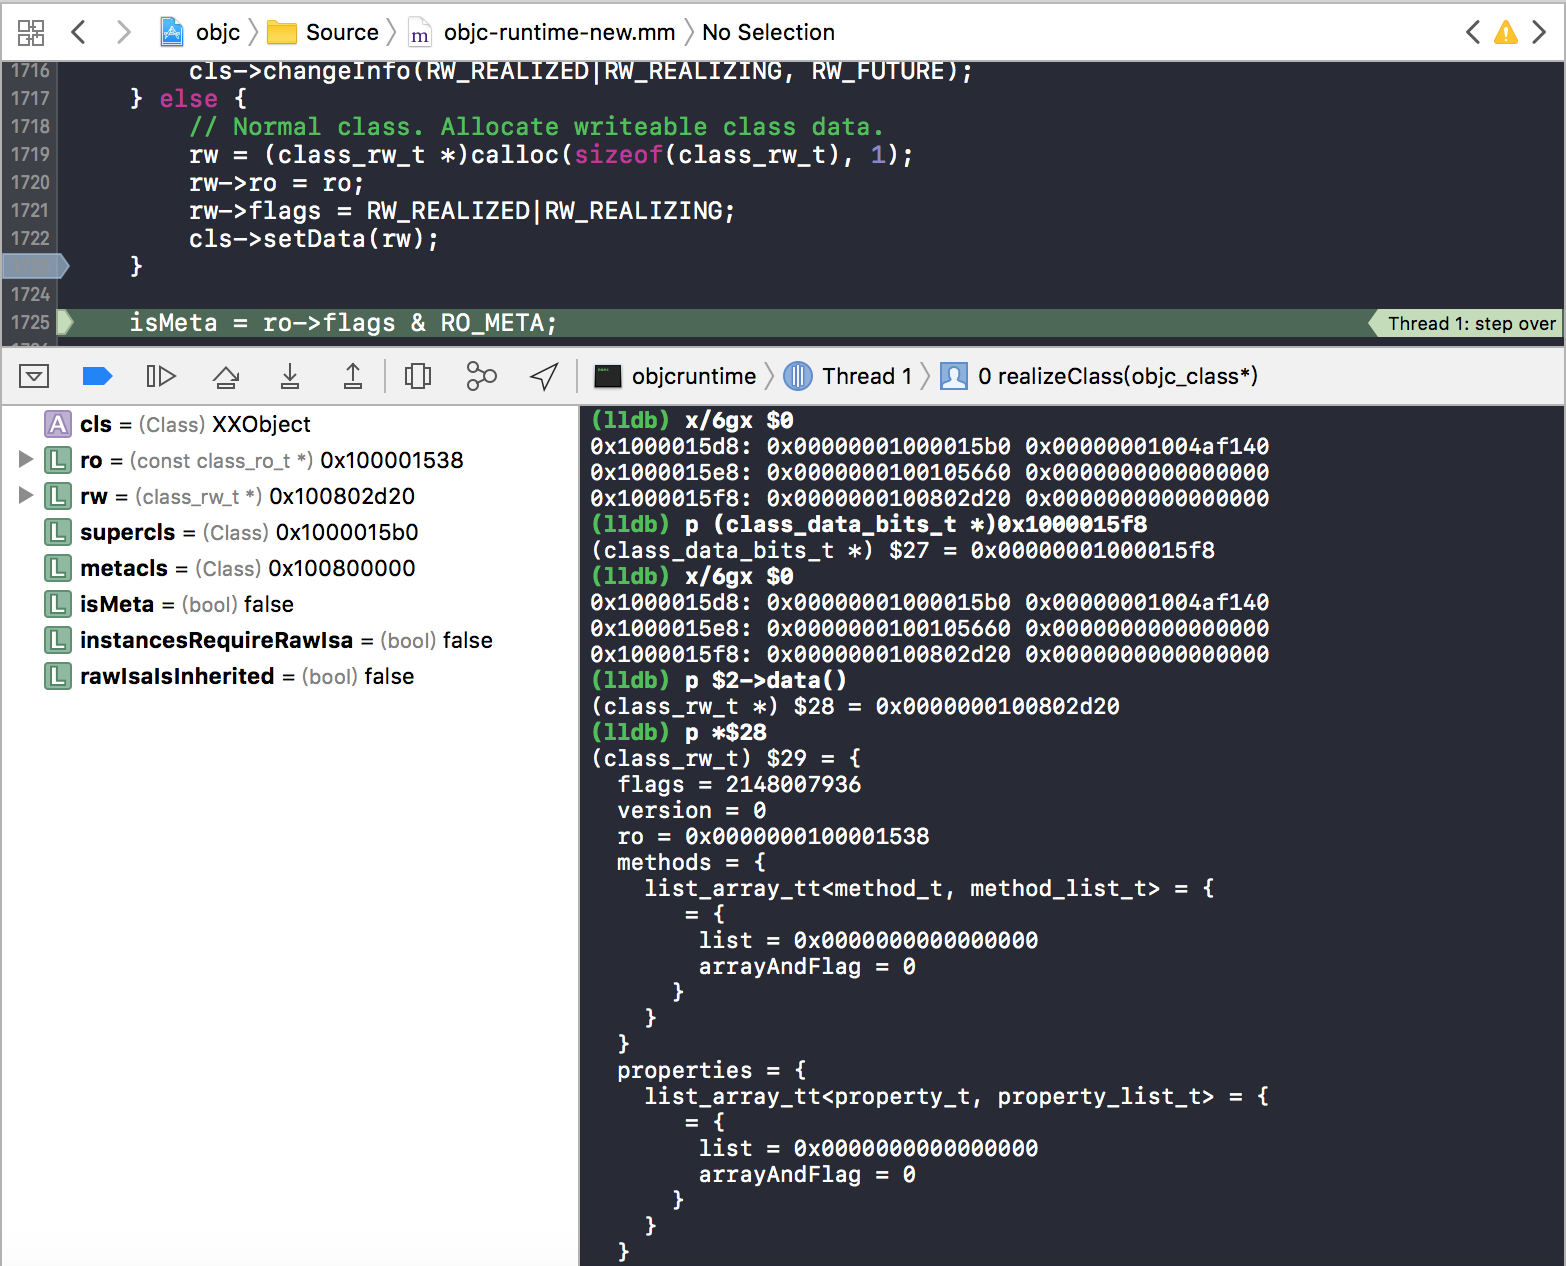 objc Source m objc-runtime-new.mm No Selection
1716 cls->changeInfo(RW_REALIZED|RW_REALIZING, RW_FUTURE);
1717 } else {
1718 // Normal class. Allocate writeable class data.
1719 rw = (class_rw_t *)calloc(sizeof(class_rw_t), 1);
1720 rw->ro = ro;
1721 rw->flags = RW_REALIZED|RW_REALIZING;
1722 cls->setData(rw);
}
1724
1725 isMeta = ro->flags & RO_META; Thread 1: step over
objcruntime Thread 1 0 realizeClass(objc_class*)
A cls = (Class) XXObject
L ro = (const class_ro_t *) 0x100001538
L rw = (class_rw_t *) 0x100802d20
L supercls = (Class) 0x1000015b0
L metacls = (Class) 0x100800000
L isMeta = (bool) false
L instancesRequireRawIsa = (bool) false
L rawIsaIsInherited = (bool) false
(lldb) x/6gx $0
0x1000015d8: 0x00000001000015b0 0x00000001004af140
0x1000015e8: 0x0000000100105660 0x0000000000000000
0x1000015f8: 0x0000000100802d20 0x0000000000000000
(lldb) p (class_data_bits_t *)0x1000015f8
(class_data_bits_t *) $27 = 0x00000001000015f8
(lldb) x/6gx $0
0x1000015d8: 0x00000001000015b0 0x00000001004af140
0x1000015e8: 0x0000000100105660 0x0000000000000000
0x1000015f8: 0x0000000100802d20 0x0000000000000000
(lldb) p $2->data()
(class_rw_t *) $28 = 0x0000000100802d20
(lldb) p *$28
(class_rw_t) $29 = {
flags = 2148007936
version = 0
ro = 0x0000000100001538
methods = {
list_array_tt<method_t, method_list_t> = {
= {
list = 0x0000000000000000
arrayAndFlag = 0
}
}
}
properties = {
list_array_tt<property_t, property_list_t> = {
= {
list = 0x0000000000000000
arrayAndFlag = 0
}
}
}